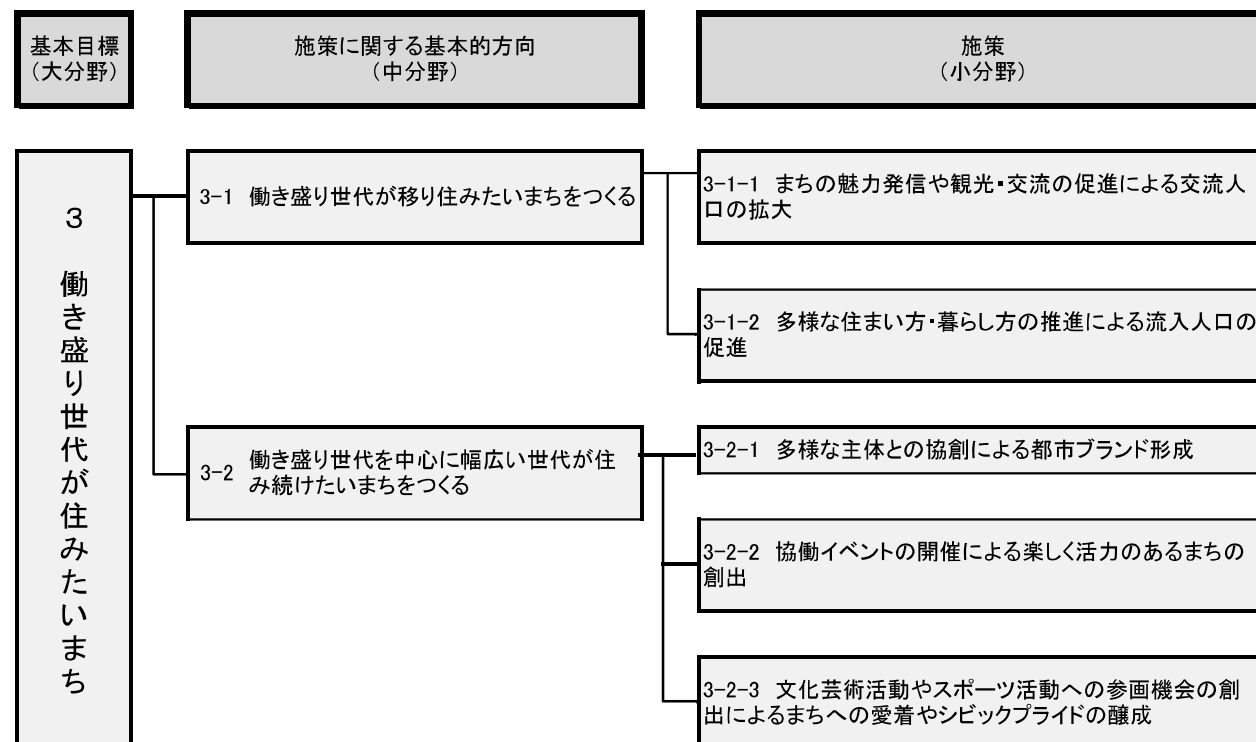 基本目標
(大分野)
施策に関する基本的方向
(中分野)
施策
(小分野)
3 働き盛り世代が住みたいまち
3-1 働き盛り世代が移り住みたいまちをつくる
3-1-1 まちの魅力発信や観光・交流の促進による交流人
口の拡大
3-1-2 多様な住まい方・暮らし方の推進による流入人口の
促進
3-2 働き盛り世代を中心に幅広い世代が住
み続けたいまちをつくる
3-2-1 多様な主体との協創による都市ブランド形成
3-2-2 協働イベントの開催による楽しく活力のあるまちの
創出
3-2-3 文化芸術活動やスポーツ活動への参画機会の創
出によるまちへの愛着やシビックプライドの醸成